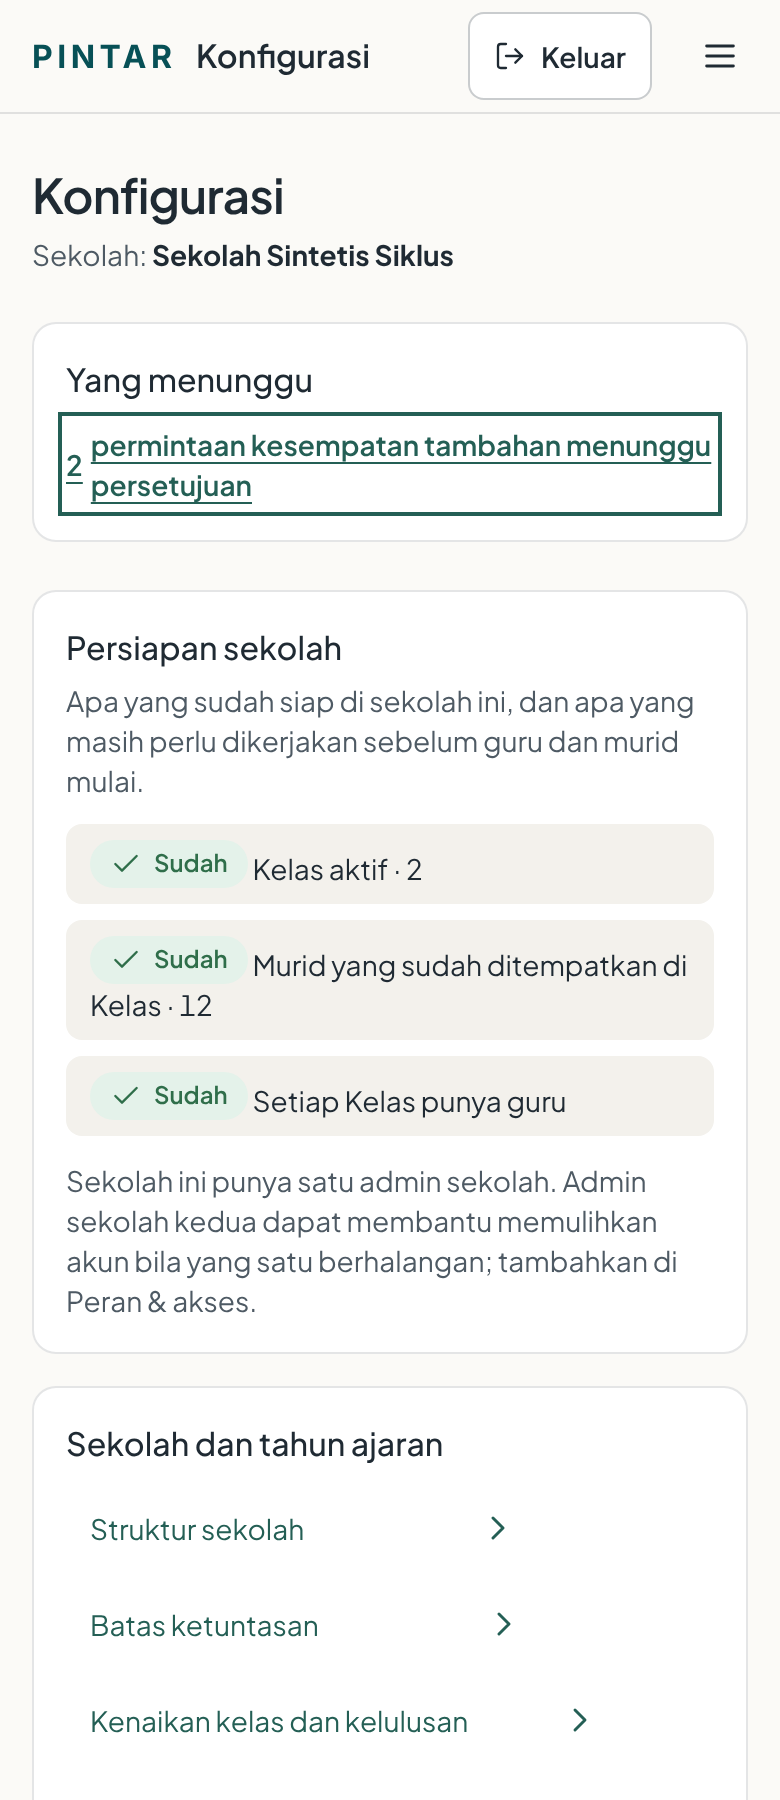 PINTAR Konfigurasi Keluar
Konfigurasi
Sekolah: Sekolah Sintetis Siklus
Yang menunggu
2 permintaan kesempatan tambahan menunggu
persetujuan
Persiapan sekolah
Apa yang sudah siap di sekolah ini, dan apa yang
masih perlu dikerjakan sebelum guru dan murid
mulai.
Sudah Kelas aktif · 2
Sudah Murid yang sudah ditempatkan di
Kelas · 12
Sudah Setiap Kelas punya guru
Sekolah ini punya satu admin sekolah. Admin
sekolah kedua dapat membantu memulihkan
akun bila yang satu berhalangan; tambahkan di
Peran & akses.
Sekolah dan tahun ajaran
Struktur sekolah
Batas ketuntasan
Kenaikan kelas dan kelulusan